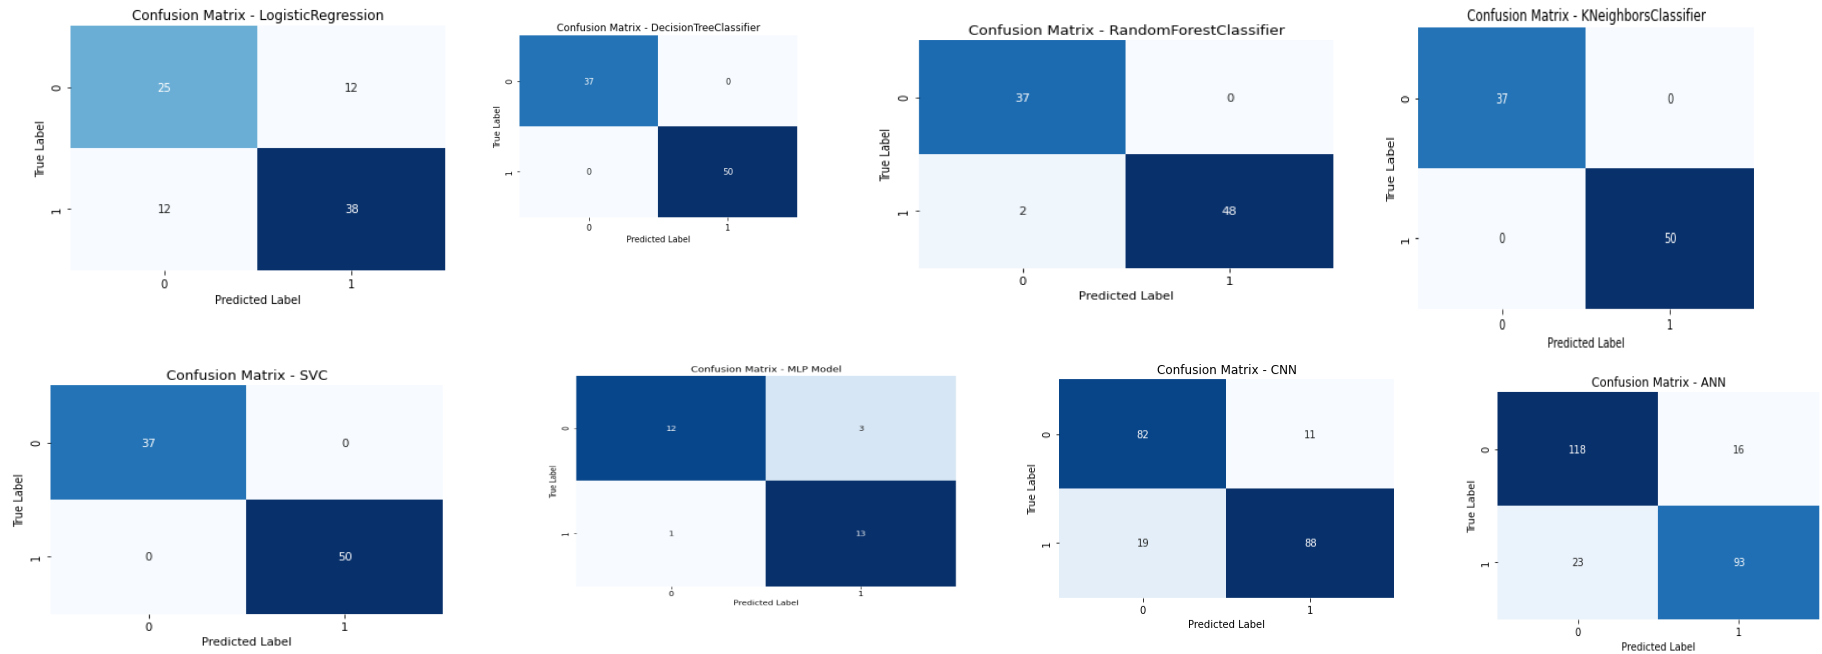 Confusion Matrix - LogisticRegression
0
25
12
True Label
1
12
38
0
1
Predicted Label
Confusion Matrix - DecisionTreeClassifier
0
37
0
True Label
1
0
50
0
1
Predicted Label
Confusion Matrix - RandomForestClassifier
0
37
0
True Label
1
2
48
0
1
Predicted Label
Confusion Matrix - KNeighborsClassifier
0
37
0
True Label
1
0
50
0
1
Predicted Label
Confusion Matrix - SVC
0
37
0
True Label
1
0
50
0
1
Predicted Label
Confusion Matrix - MLP Model
0
12
3
True Label
1
1
13
0
1
Predicted Label
Confusion Matrix - CNN
0
82
11
True Label
1
19
88
0
1
Predicted Label
Confusion Matrix - ANN
0
118
16
True Label
1
23
93
0
1
Predicted Label